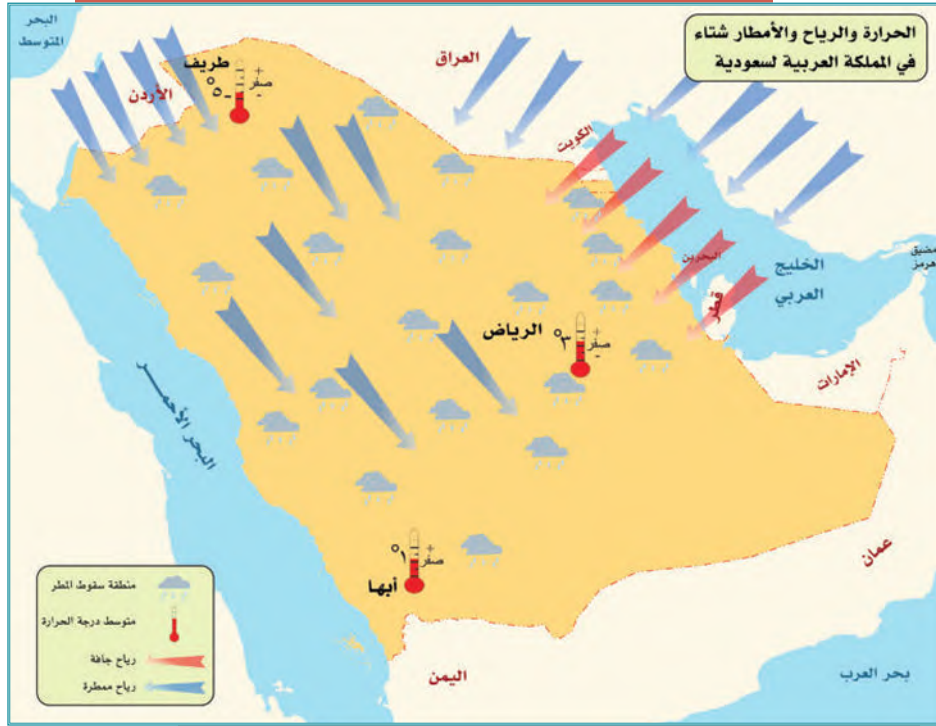 الحرارة والرياح والأمطار شتاء
في المملكة العربية لسعودية
البحر
المتوسط
العراق
طريف
+
صفر
-
°٥-
الأردن
الكويت
البحرين
الخليج
العربي
مضيق
هرمز
قطر
الرياض
+
صفر
-
°٣
الإمارات
البحر الأحمـــر
+
صفر
-
°١
أبها
عمان
اليمن
بحر العرب
منطقة سقوط المطر
متوسط درجة الحرارة
رياح جافة
رياح ممطرة